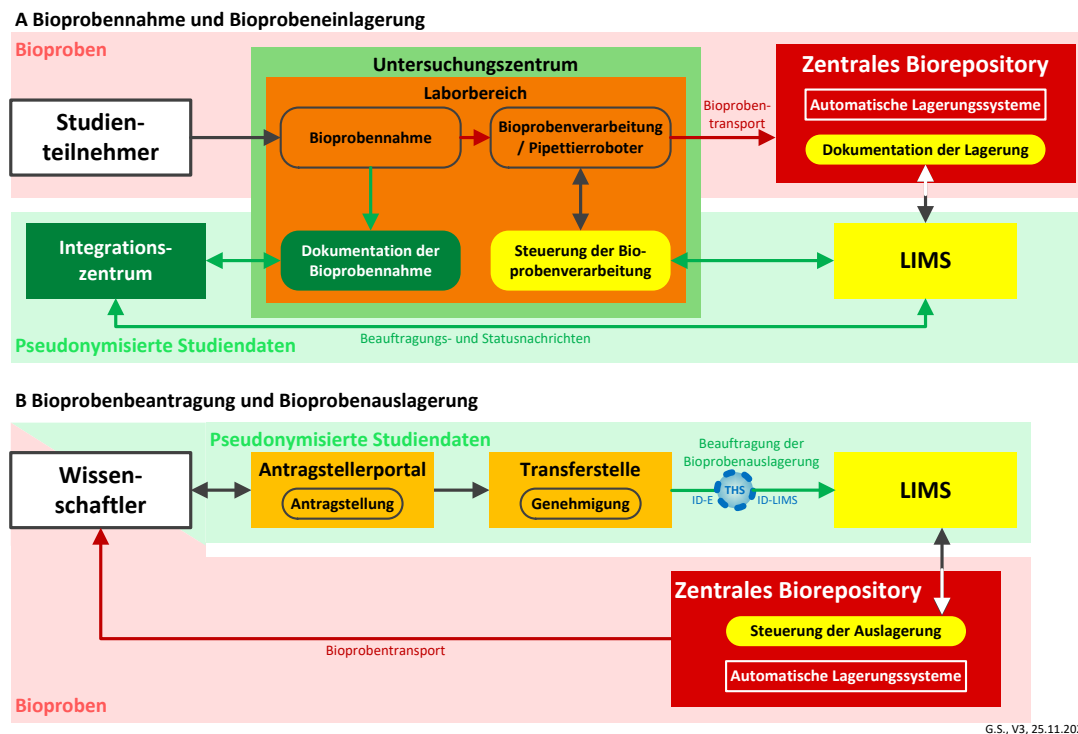 A Bioprobennahme und Bioprobeneinlagerung
Bioproben
Untersuchungszentrum
Laborbereich
Studien-
teilnehmer
Bioprobennahme
Bioprobenverarbeitung
/ Pipettierroboter
Bioproben-
transport
Zentrales Biorepository
Automatische Lagerungssysteme
Dokumentation der Lagerung
Integrations-
zentrum
Dokumentation der
Bioprobennahme
Steuerung der Bio-
probenverarbeitung
LIMS
Beauftragungs- und Statusnachrichten
Pseudonymisierte Studiendaten
B Bioprobenbeantragung und Bioprobenauslagerung
Pseudonymisierte Studiendaten
Wissen-
schaftler
Antragstellerportal
Antragstellung
Transferstelle
Genehmigung
Beauftragung der
Bioprobenauslagerung
ID-E
THS
ID-LIMS
LIMS
Zentrales Biorepository
Steuerung der Auslagerung
Automatische Lagerungssysteme
Bioprobentransport
Bioproben
G.S., V3,